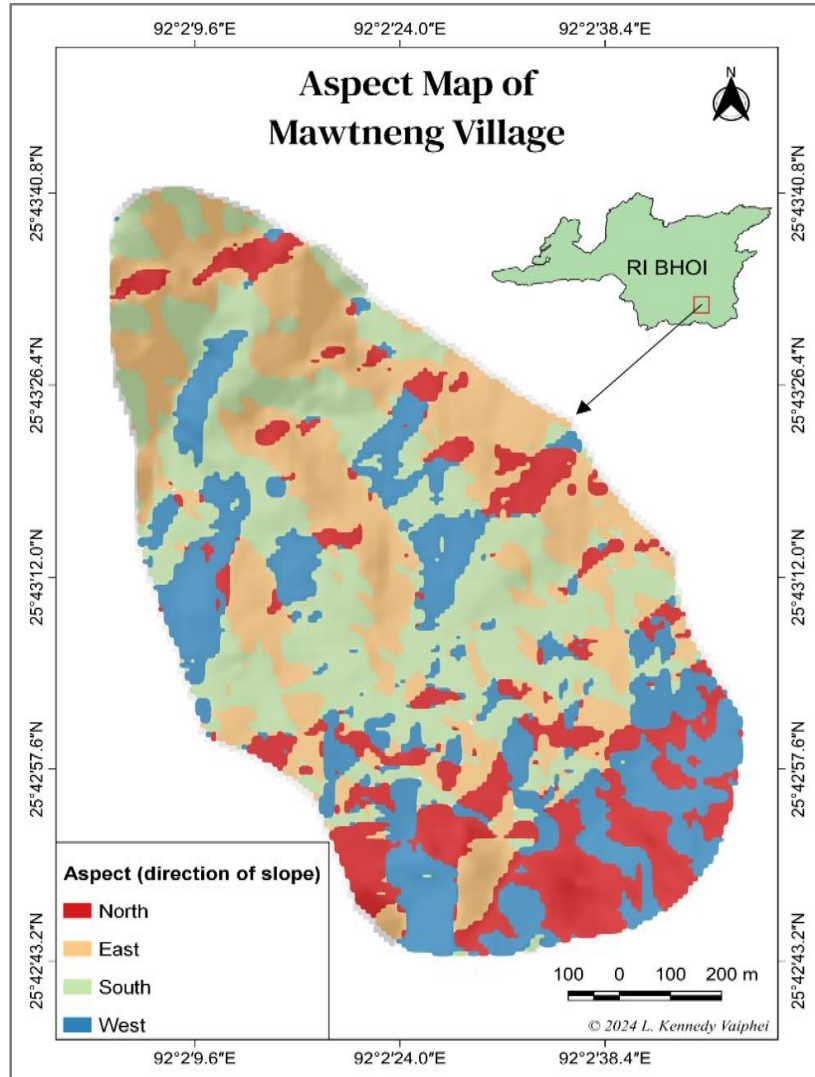 92°2'9.6"E 92°2'24.0"E 92°2'38.4"E
Aspect Map of
Mawtneng Village
N
25°43'40.8"N 25°43'40.8"N
RI BHOI
25°43'26.4"N 25°43'26.4"N
25°43'12.0"N 25°43'12.0"N
25°42'57.6"N 25°42'57.6"N
Aspect (direction of slope)
North
East
South
West
25°42'43.2"N 25°42'43.2"N
100 0 100 200 m
© 2024 L. Kennedy Vaiphei
92°2'9.6"E 92°2'24.0"E 92°2'38.4"E